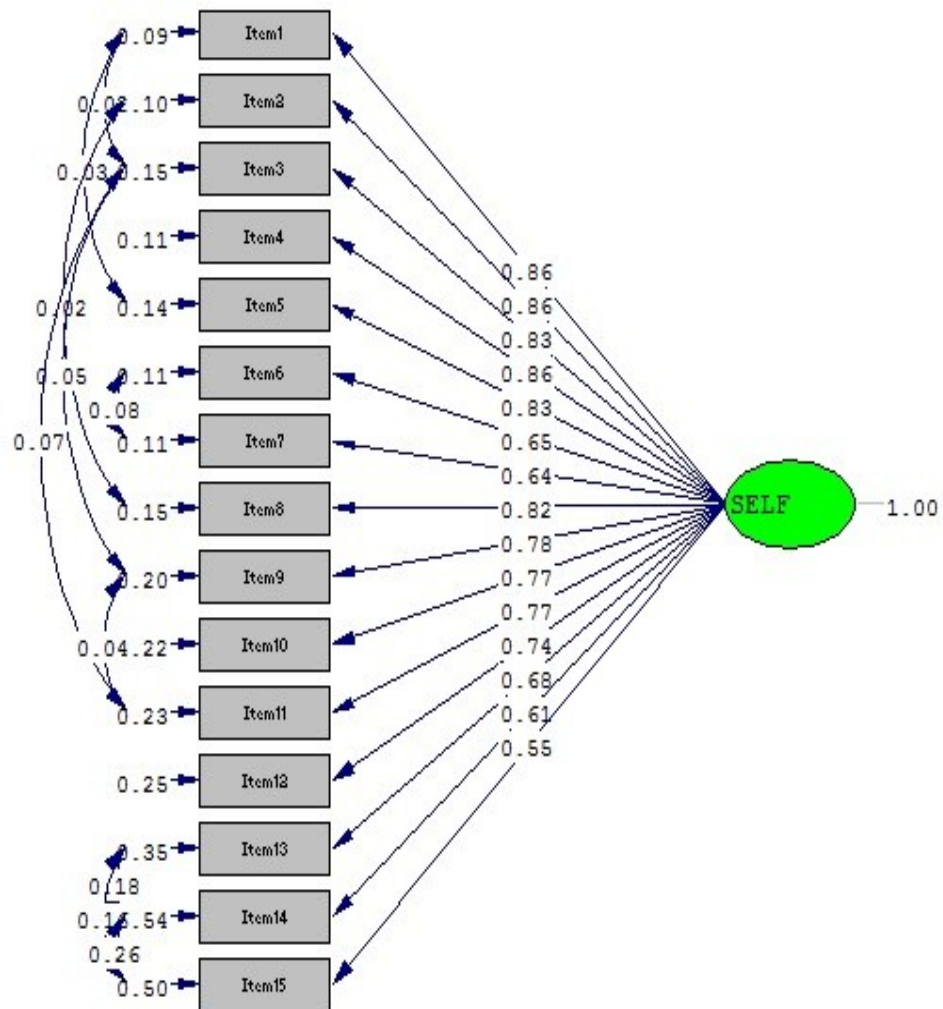 0.09 Item1
0.02 .10 Item2
0.03 0.15 Item3
0.11 Item4
0.86
0.86
0.02 0.14 Item5
0.83
0.05 0.11 Item6
0.86
0.08
0.83
0.07 0.11 Item7
0.65
0.64
0.15 Item8
0.82
SELF 1.00
0.78
0.20 Item9
0.77
0.77
0.04 .22 Item10
0.74
0.68
0.23 Item11
0.61
0.55
0.25 Item12
0.35 Item13
0.18
.54 Item14
0.26
0.50 Item15